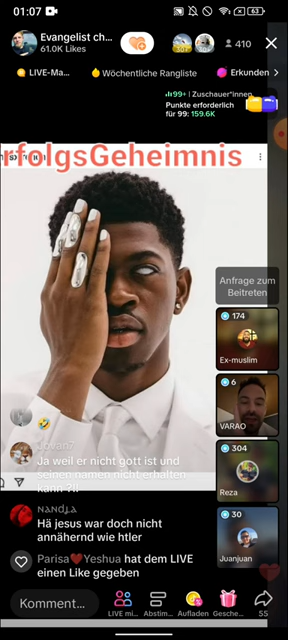 01:07
63
Evangelist ch...
61.0K Likes
410
LIVE-Ma...
Wöchentliche Rangliste
Erkunden
99+ | Zuschauer*innen
Punkte erforderlich
für 99: 159.6K
rfolgsGeheimnis
Anfrage zum
Beitreten
174
Ex-muslim
6
VARAO
304
Reza
30
Juanjuan
🤣
Jovan7
Ja weil er nicht gott ist und
seinen namen nicht erhalten
kann ?!!
NANDJA
Hä jesus war doch nicht
annähernd wie htler
Parisa❤️Yeshua hat dem LIVE
einen Like gegeben
Komment...
LIVE mi...
Abstim...
Aufladen
Gesche...
55